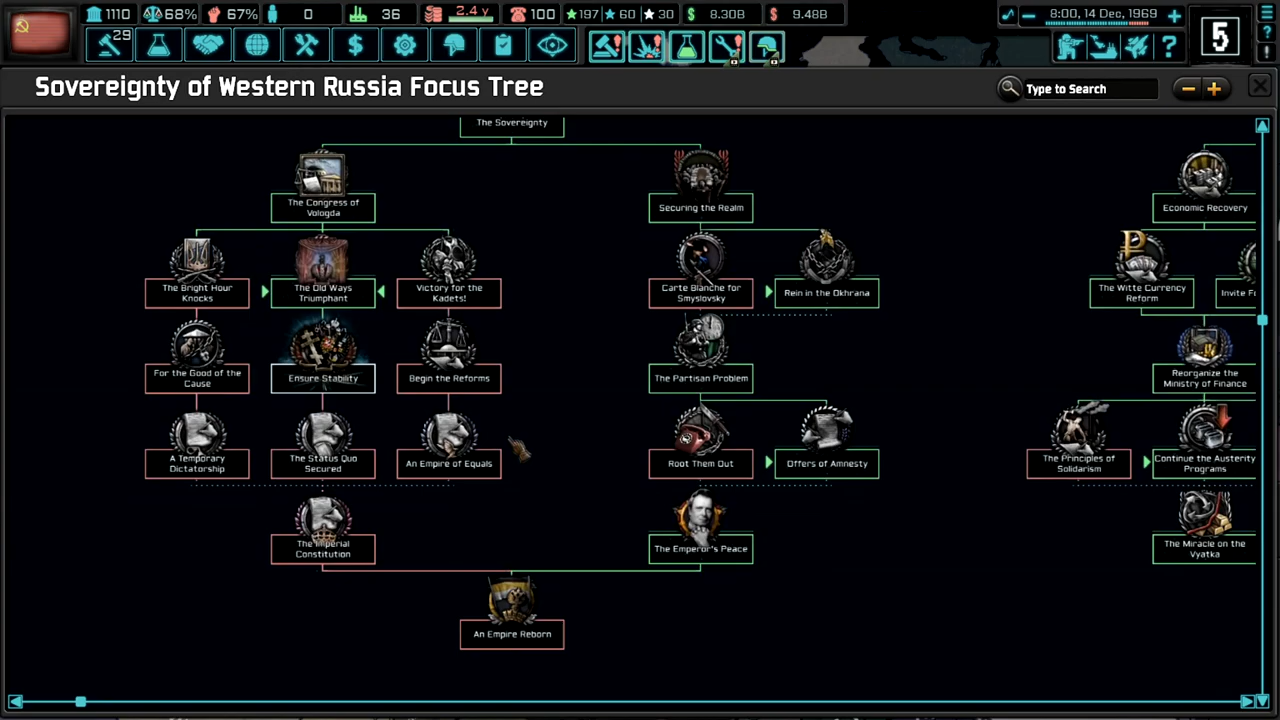 1110
68%
67%
0
36
2.4 y
100
197
60
30
$ 8.30B
$ 9.48B
8:00, 14 Dec, 1969
5
29
?
?
Sovereignty of Western Russia Focus Tree
Type to Search
The Sovereignty
The Congress of
Vologda
Securing the Realm
Economic Recovery
The Bright Hour
Knocks
The Old Ways
Triumphant
Victory for the
Kadets!
Carte Blanche for
Smyslovsky
Rein in the Okhrana
The Witte Currency
Reform
Invite Fo
For the Good of the
Cause
Ensure Stability
Begin the Reforms
The Partisan Problem
Reorganize the
Ministry of Finance
A Temporary
Dictatorship
The Status Quo
Secured
An Empire of Equals
Root Them Out
Offers of Amnesty
The Principles of
Solidarism
Continue the Austerity
Programs
The Imperial
Constitution
The Emperor's Peace
The Miracle on the
Vyatka
An Empire Reborn